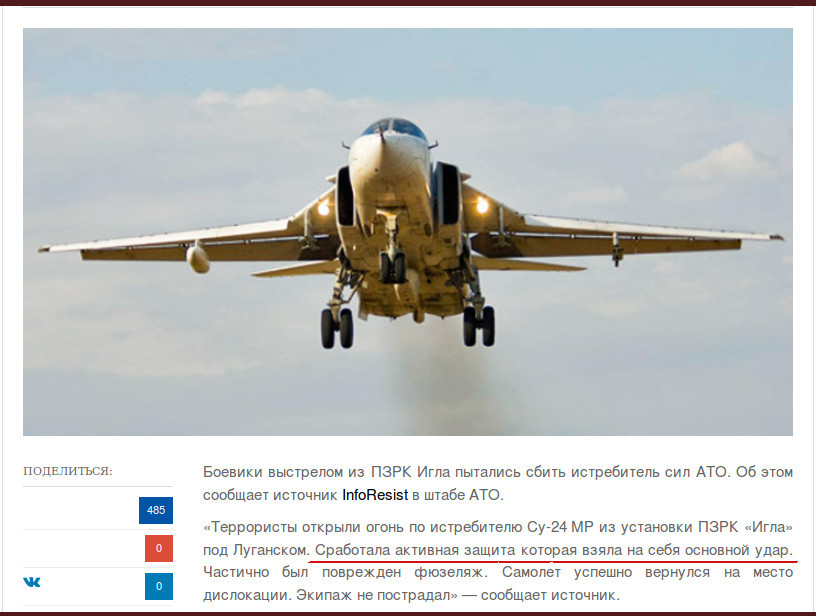 ПОДЕЛИТЬСЯ:
485
0
0
Боевики выстрелом из ПЗРК Игла пытались сбить истребитель сил АТО. Об этом
сообщает источник InfoResist в штабе АТО.
«Террористы открыли огонь по истребителю Су-24 МР из установки ПЗРК «Игла»
под Луганском. Сработала активная защита которая взяла на себя основной удар.
Частично был поврежден фюзеляж. Самолет успешно вернулся на место
дислокации. Экипаж не пострадал» — сообщает источник.